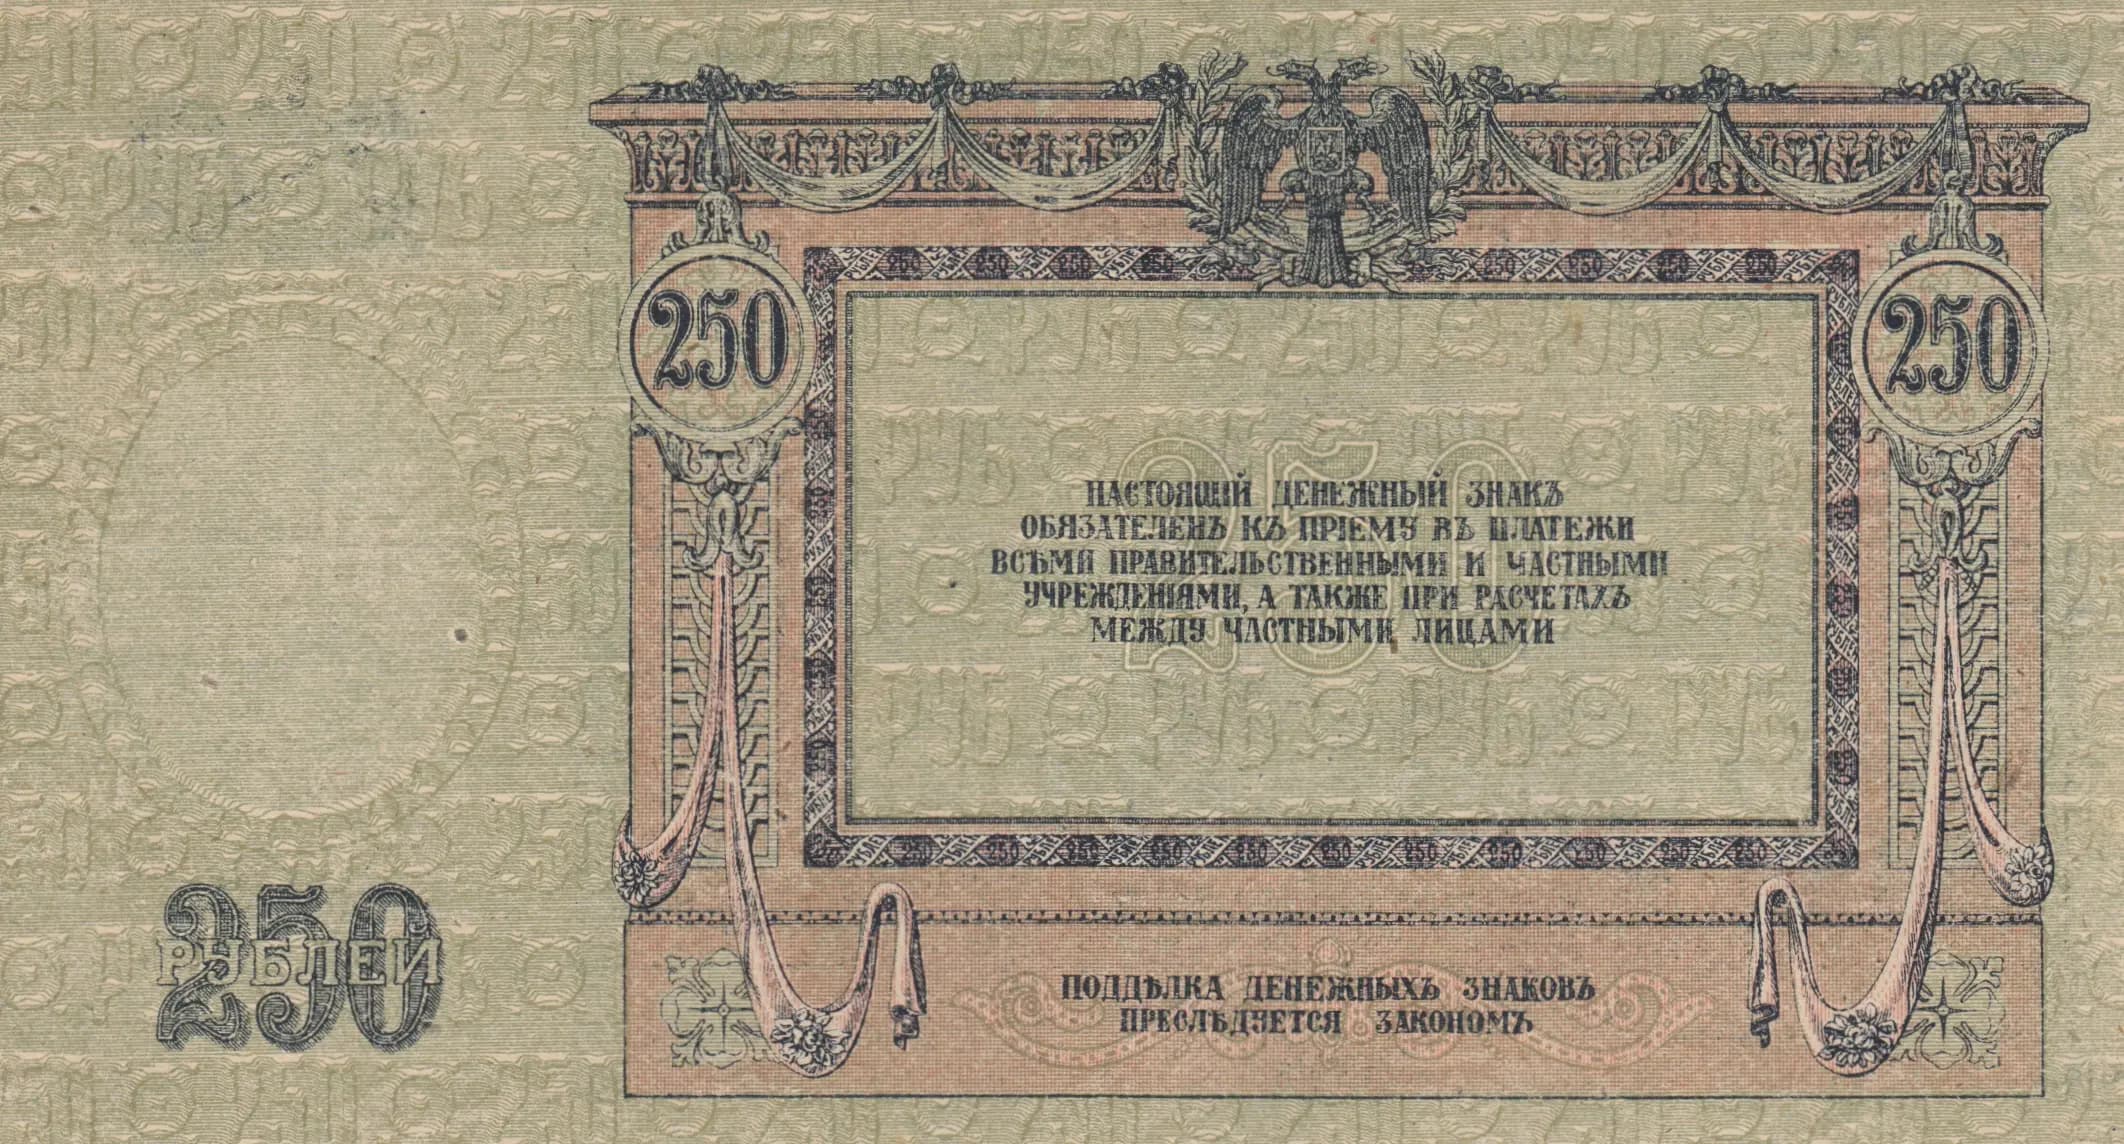 250
250
НАСТОЯЩІЙ ДЕНЕЖНЫЙ ЗНАКЪ
ОБЯЗАТЕЛЕНЪ КЪ ПРІЕМУ ВЪ ПЛАТЕЖИ
ВСѢМИ ПРАВИТЕЛЬСТВЕННЫМИ И ЧАСТНЫМИ
УЧРЕЖДЕНІЯМИ, А ТАКЖЕ ПРИ РАСЧЕТАХЪ
МЕЖДУ ЧАСТНЫМИ ЛИЦАМИ
250
250
РУБЛЕЙ
ПОДДѢЛКА ДЕНЕЖНЫХЪ ЗНАКОВЪ
ПРЕСЛѢДУЕТСЯ ЗАКОНОМЪ